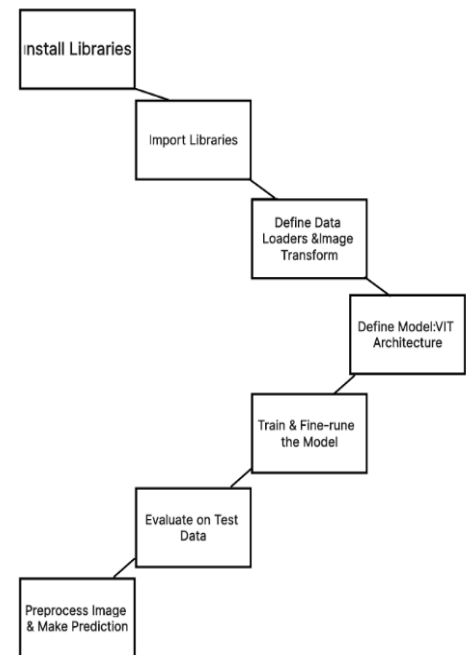 Install Libraries
Import Libraries
Define Data
Loaders &Image
Transform
Define Model:VIT
Architecture
Train & Fine-rune
the Model
Evaluate on Test
Data
Preprocess Image
& Make Prediction